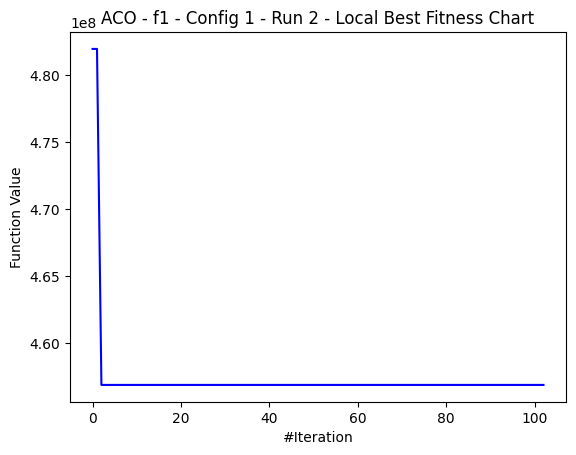 1e8
ACO - f1 - Config 1 - Run 2 - Local Best Fitness Chart
4.80
4.75
4.70
4.65
4.60
Function Value
0 20 40 60 80 100
#Iteration